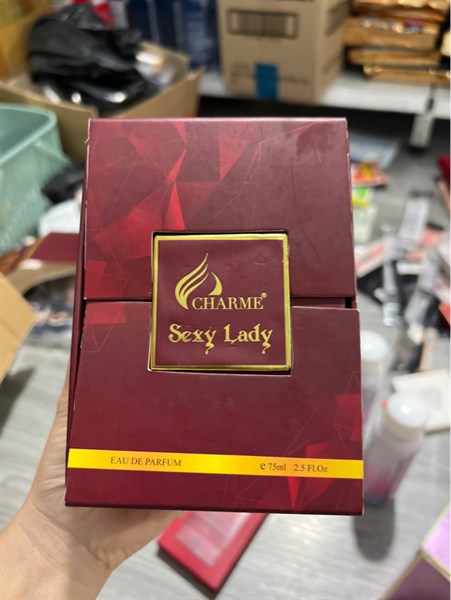 CHARME®
Sexy Lady
EAU DE PARFUM
℮ 75ml 2.5 Fl.Oz